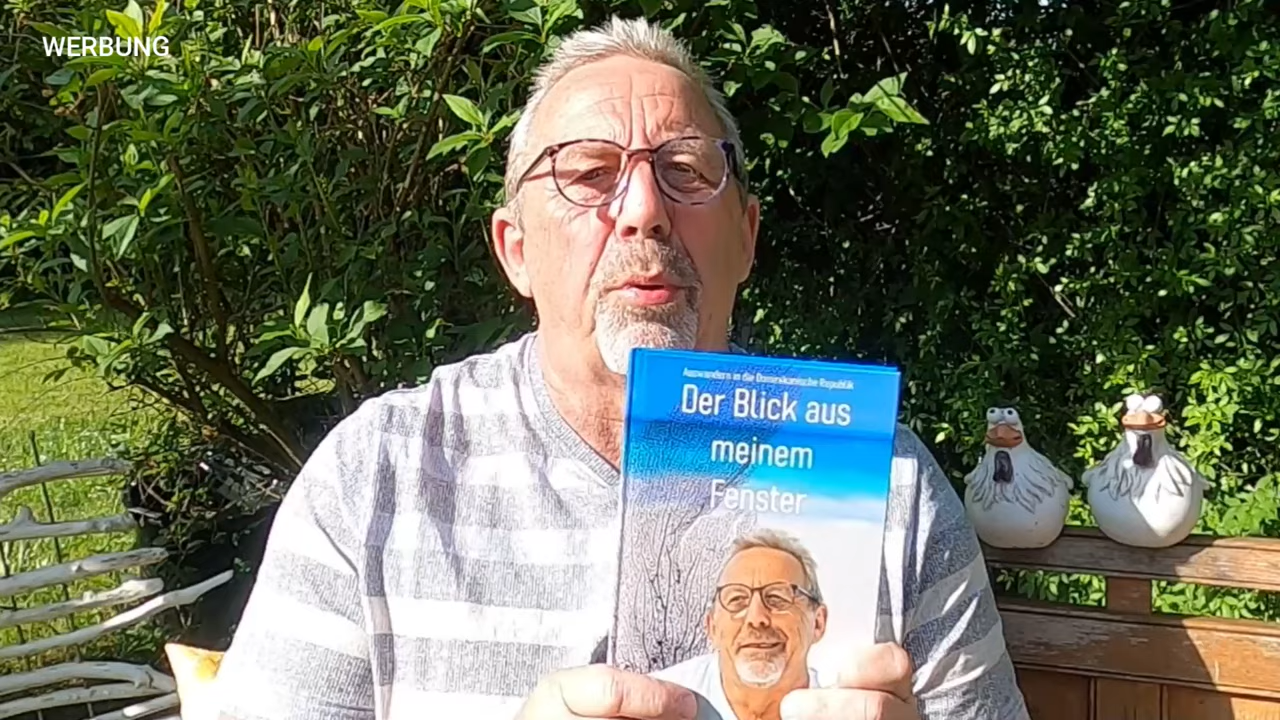 WERBUNG
Auswandern in die Dominikanische Republik
Der Blick aus
meinem
Fenster